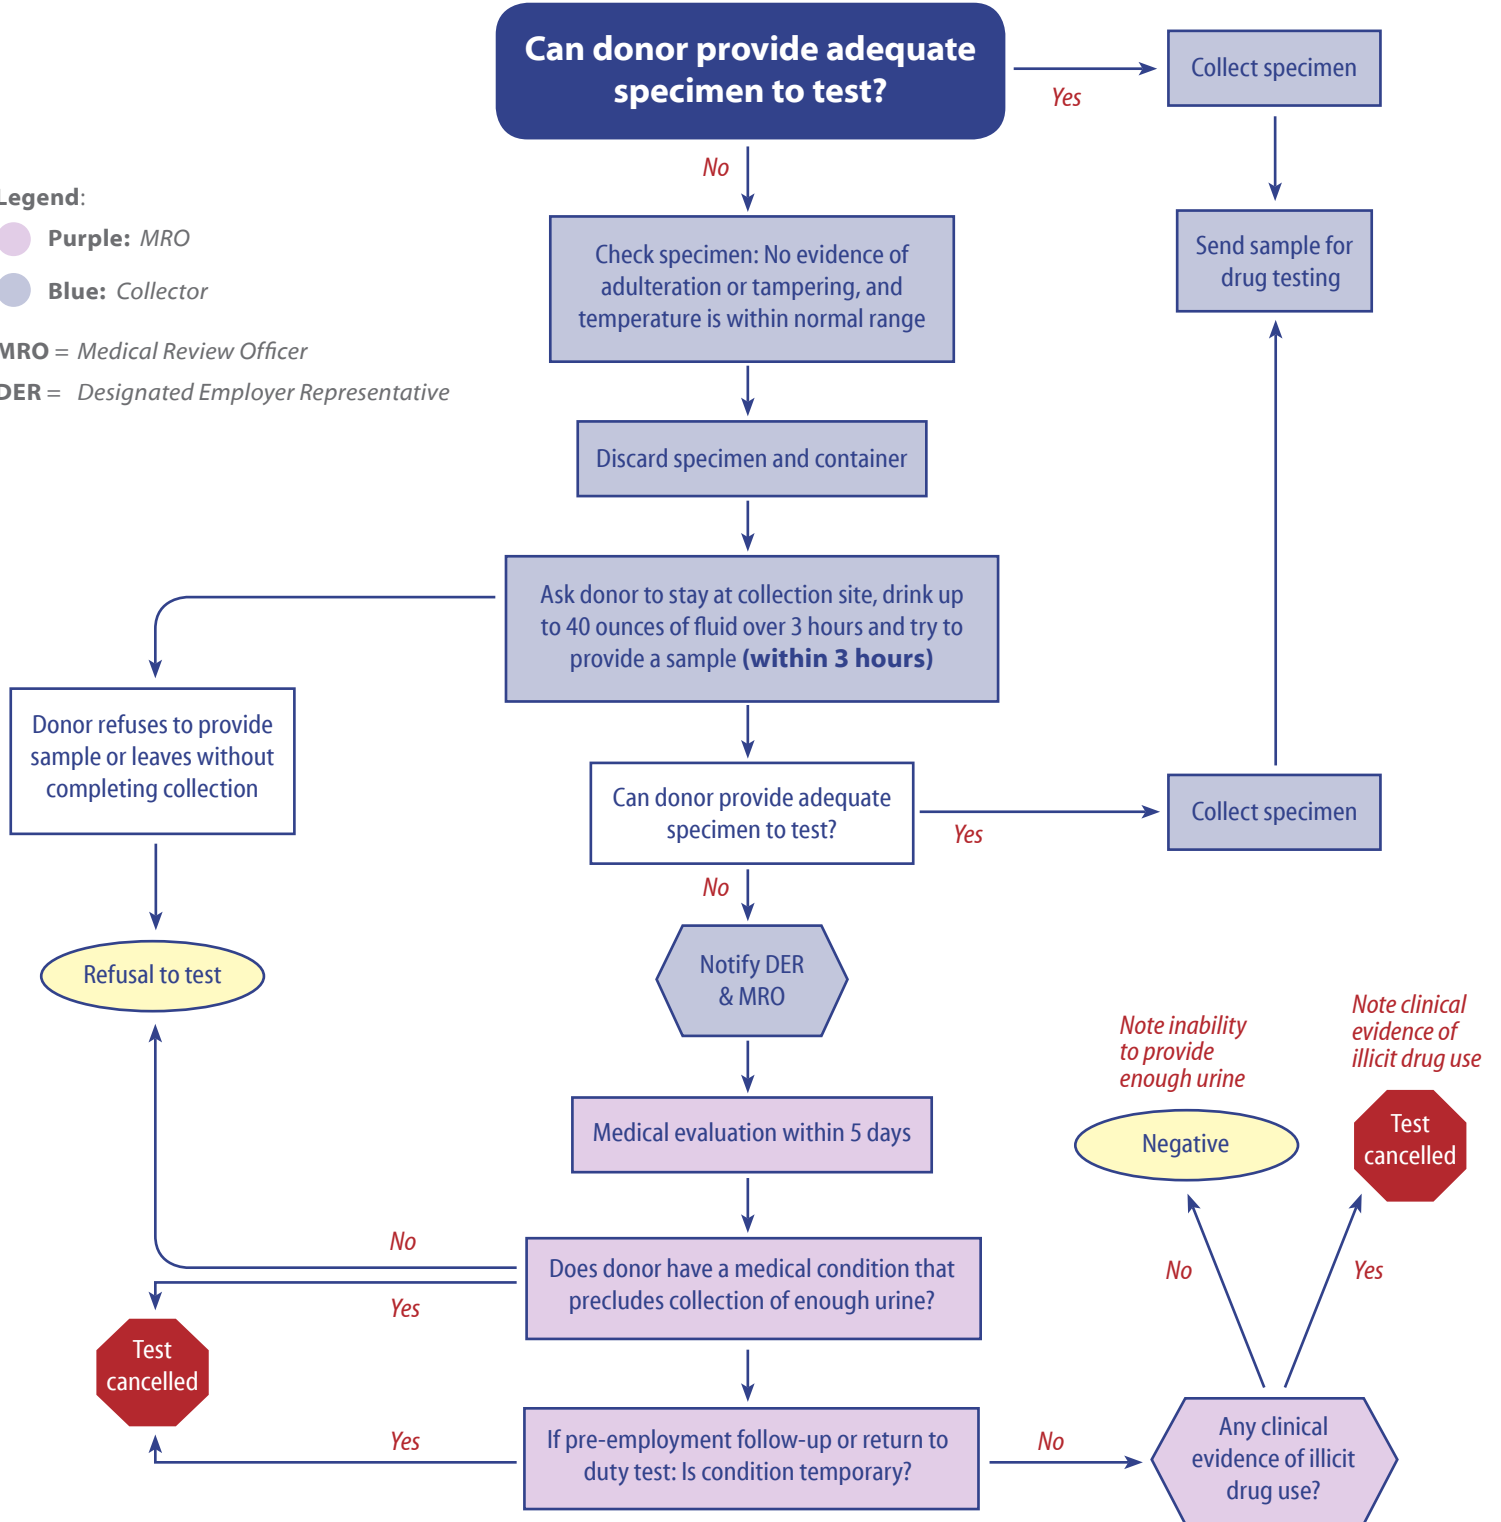 Can donor provide adequate
specimen to test?
Yes
Collect specimen
No
Legend:
Purple: MRO
Blue: Collector
MRO = Medical Review Officer
DER = Designated Employer Representative
Check specimen: No evidence of
adulteration or tampering, and
temperature is within normal range
Send sample for
drug testing
Discard specimen and container
Ask donor to stay at collection site, drink up
to 40 ounces of fluid over 3 hours and try to
provide a sample (within 3 hours)
Donor refuses to provide
sample or leaves without
completing collection
Can donor provide adequate
specimen to test?
Yes
Collect specimen
No
Refusal to test
Notify DER
& MRO
Note inability
to provide
enough urine
Note clinical
evidence of
illicit drug use
Medical evaluation within 5 days
Negative
Test
cancelled
No
Does donor have a medical condition that
precludes collection of enough urine?
Yes
No
Yes
Test
cancelled
Yes
If pre-employment follow-up or return to
duty test: Is condition temporary?
No
Any clinical
evidence of illicit
drug use?